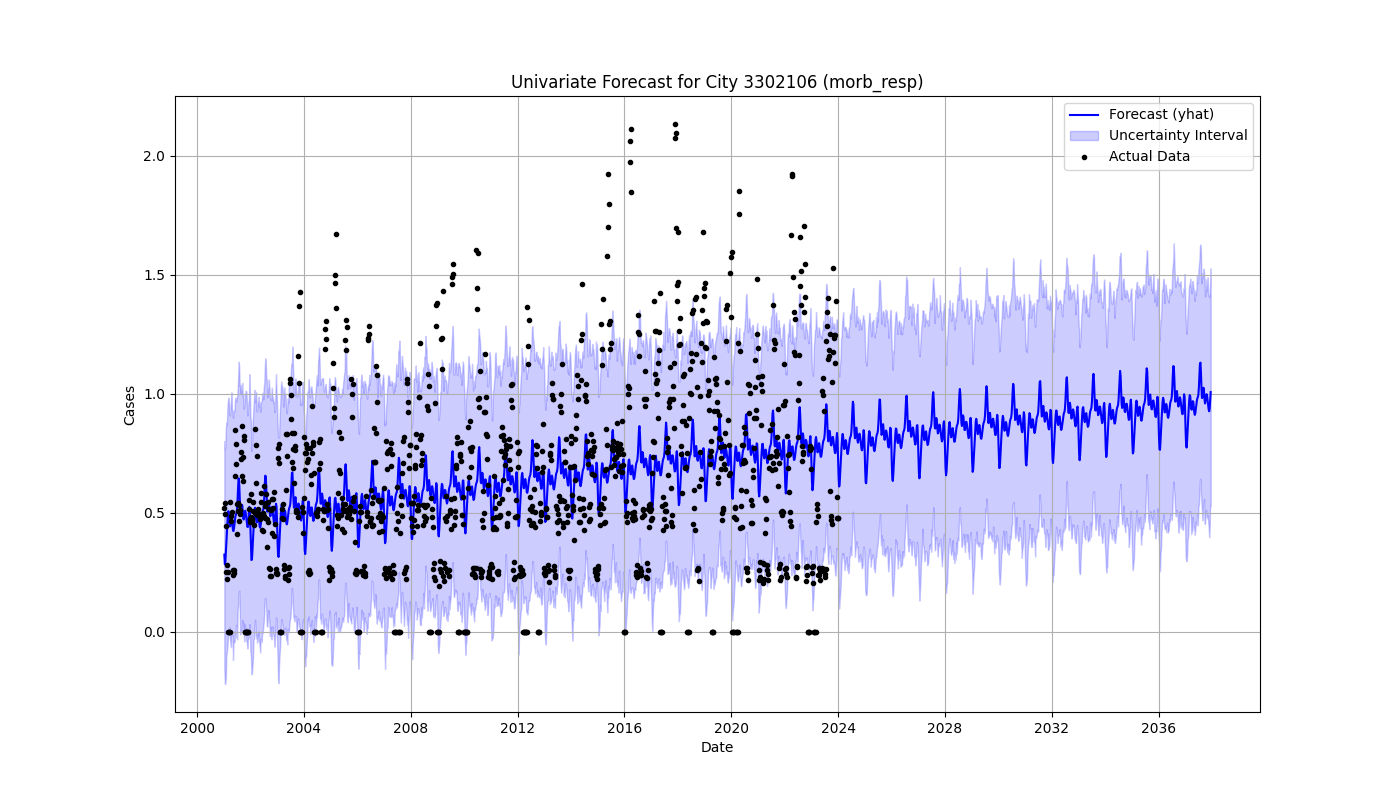 Univariate Forecast for City 3302106 (morb_resp)
Forecast (yhat)
Uncertainty Interval
Actual Data
Cases
2.0
1.5
1.0
0.5
0.0
2000 2004 2008 2012 2016 2020 2024 2028 2032 2036
Date